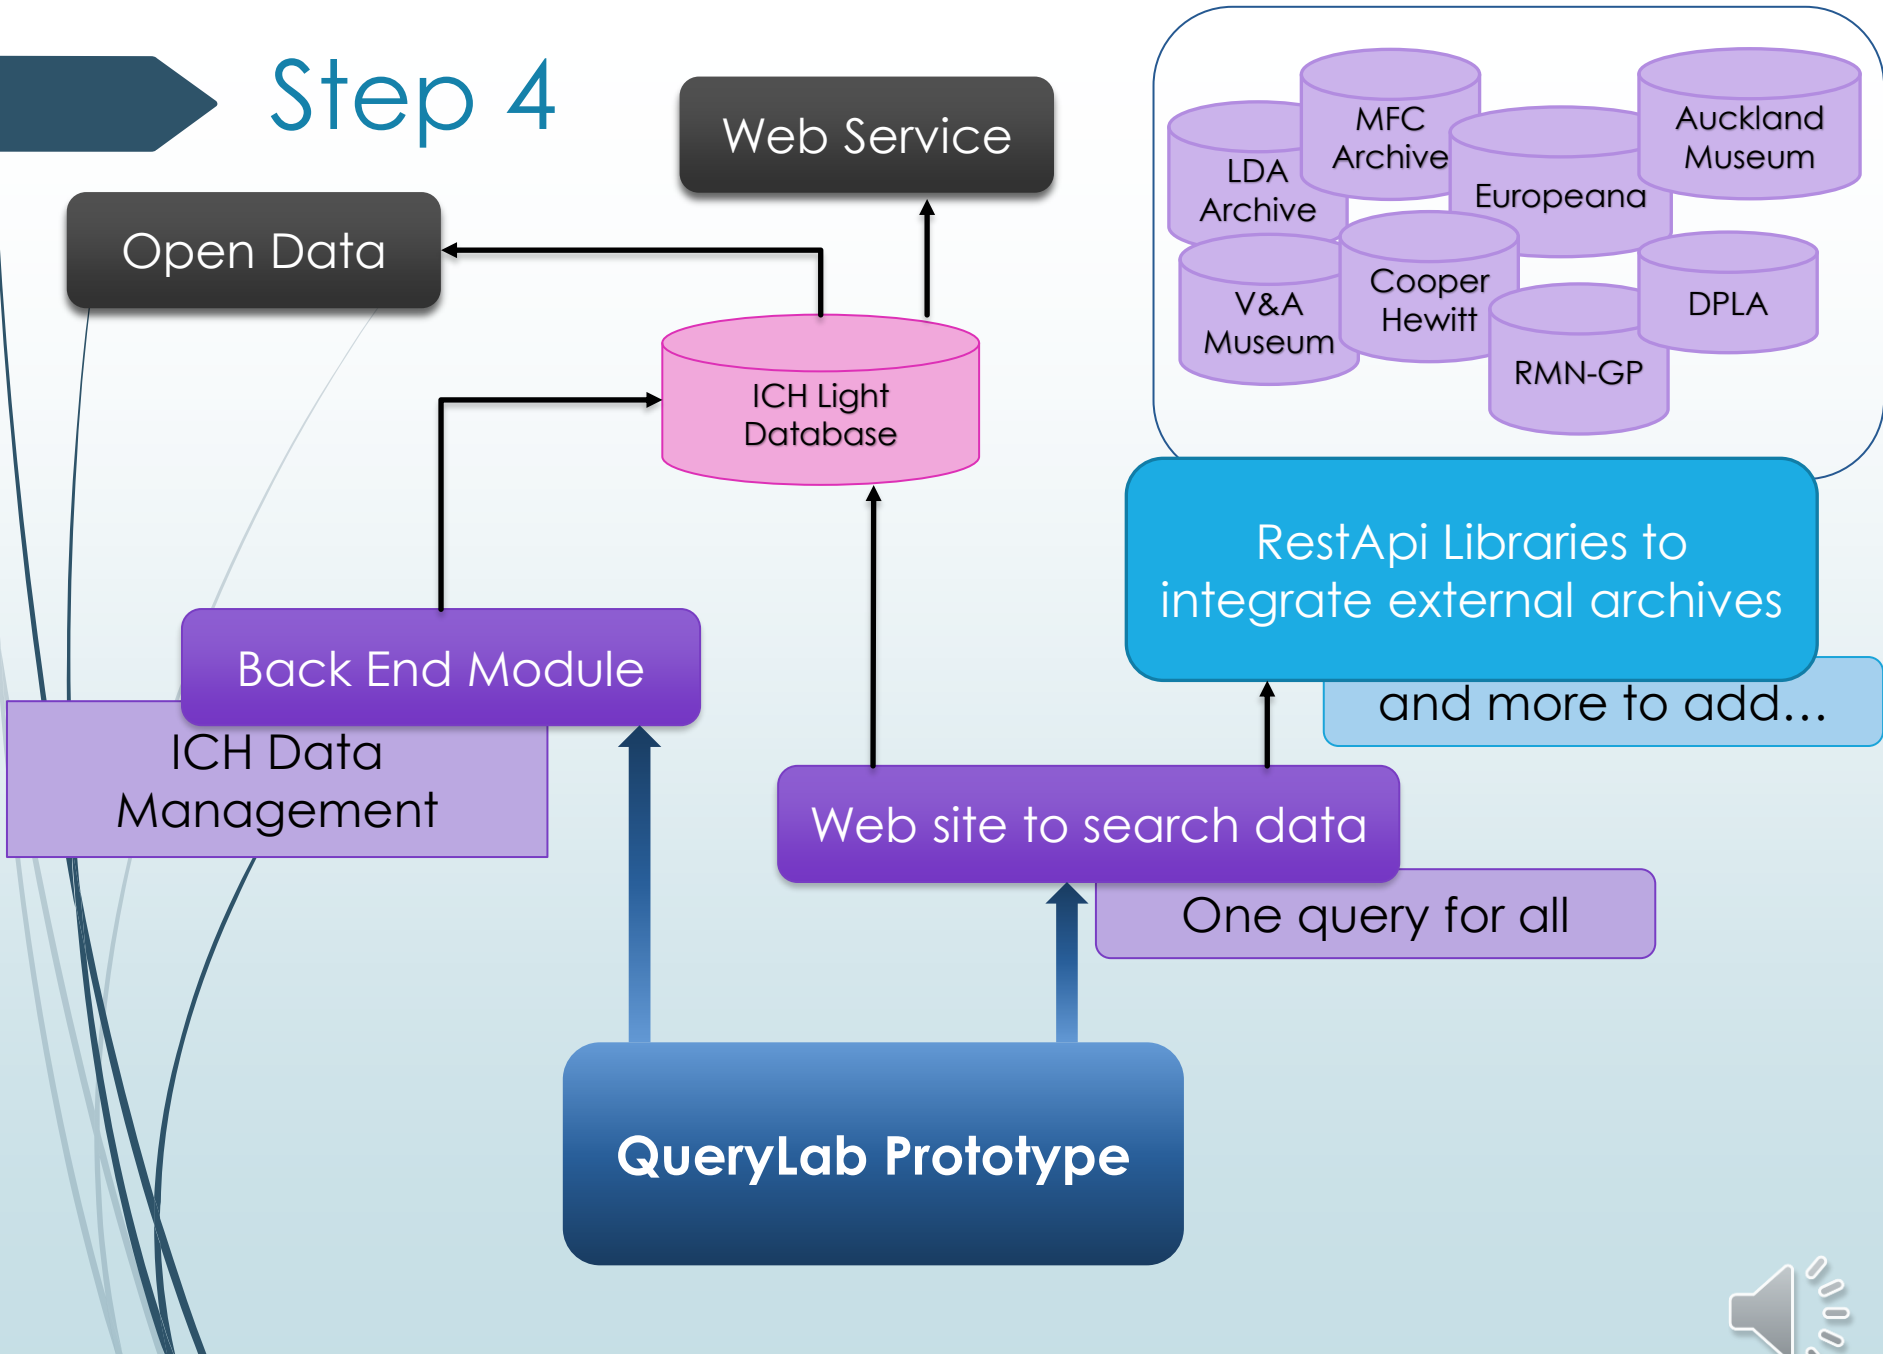 Step 4
Web Service
Open Data
MFC
Archive
Auckland
Museum
LDA
Archive
Europeana
V&A
Museum
Cooper
Hewitt
DPLA
RMN-GP
ICH Light
Database
RestApi Libraries to
integrate external archives
and more to add...
Back End Module
ICH Data
Management
Web site to search data
One query for all
QueryLab Prototype